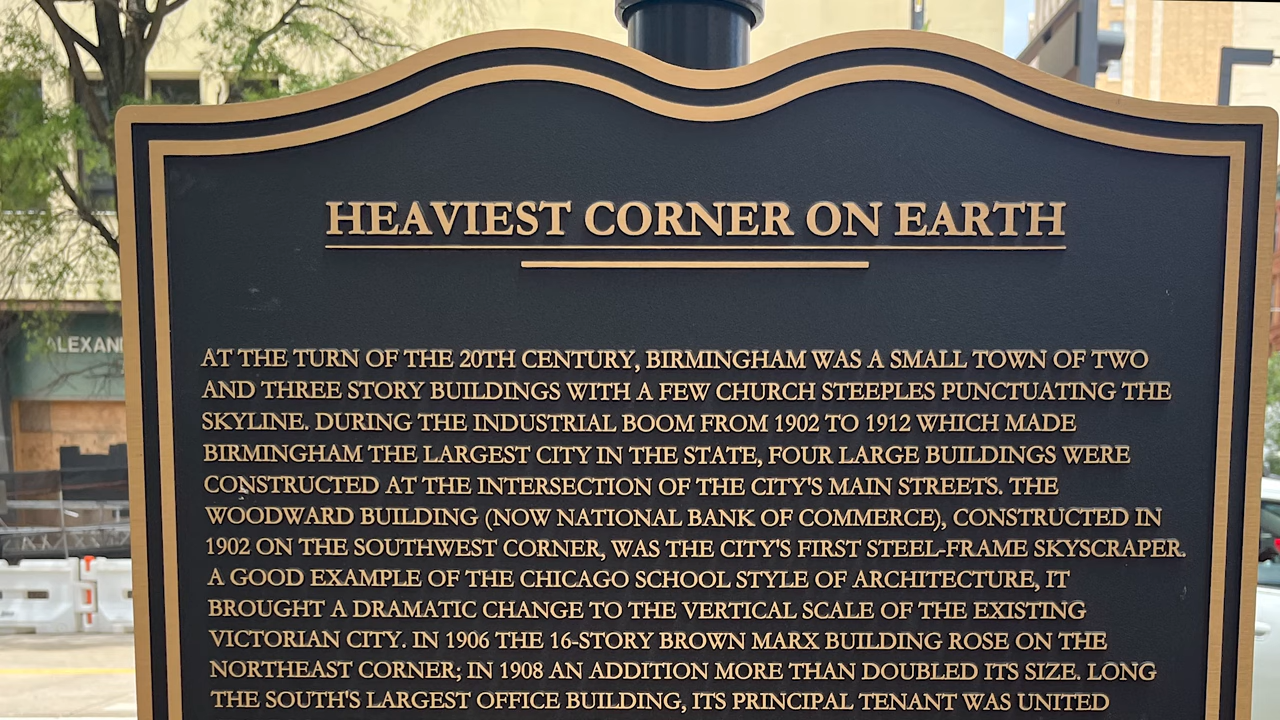 HEAVIEST CORNER ON EARTH
AT THE TURN OF THE 20TH CENTURY, BIRMINGHAM WAS A SMALL TOWN OF TWO
AND THREE STORY BUILDINGS WITH A FEW CHURCH STEEPLES PUNCTUATING THE
SKYLINE. DURING THE INDUSTRIAL BOOM FROM 1902 TO 1912 WHICH MADE
BIRMINGHAM THE LARGEST CITY IN THE STATE, FOUR LARGE BUILDINGS WERE
CONSTRUCTED AT THE INTERSECTION OF THE CITY'S MAIN STREETS. THE
WOODWARD BUILDING (NOW NATIONAL BANK OF COMMERCE), CONSTRUCTED IN
1902 ON THE SOUTHWEST CORNER, WAS THE CITY'S FIRST STEEL-FRAME SKYSCRAPER.
A GOOD EXAMPLE OF THE CHICAGO SCHOOL STYLE OF ARCHITECTURE, IT
BROUGHT A DRAMATIC CHANGE TO THE VERTICAL SCALE OF THE EXISTING
VICTORIAN CITY. IN 1906 THE 16-STORY BROWN MARX BUILDING ROSE ON THE
NORTHEAST CORNER; IN 1908 AN ADDITION MORE THAN DOUBLED ITS SIZE. LONG
THE SOUTH'S LARGEST OFFICE BUILDING, ITS PRINCIPAL TENANT WAS UNITED
ALEXAN